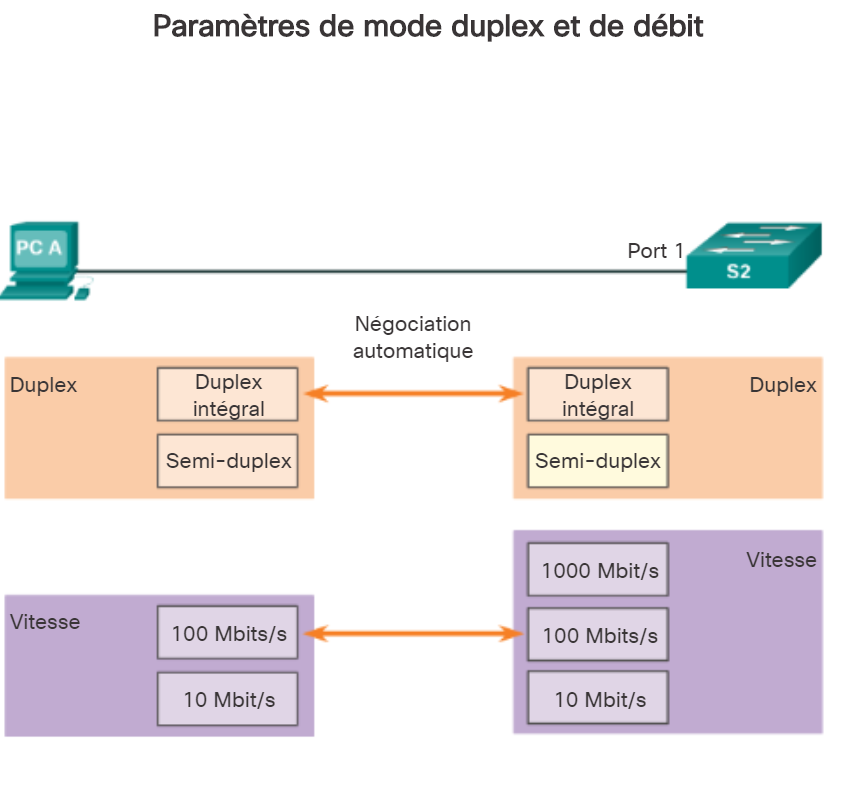 Paramètres de mode duplex et de débit
PC A
Port 1
S2
Négociation
automatique
Duplex
Duplex
intégral
Semi-duplex
Duplex
intégral
Semi-duplex
Duplex
Vitesse
100 Mbits/s
10 Mbit/s
1000 Mbit/s
100 Mbits/s
10 Mbit/s
Vitesse